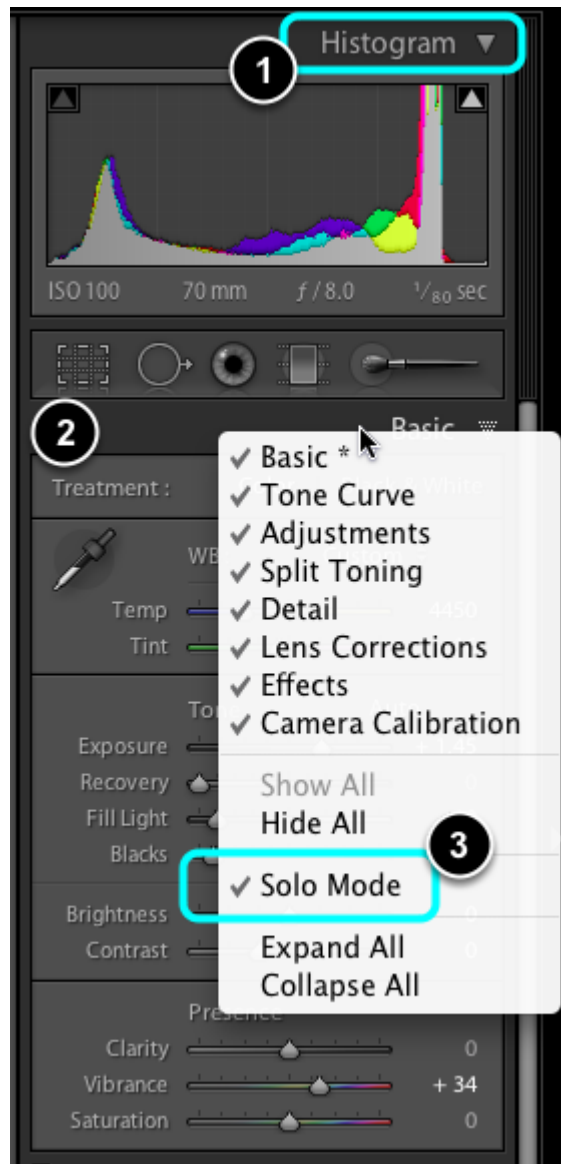 Histogram
1
ISO 100 70 mm f / 8.0 1/80 sec
2
Basic
Treatment :
Basic *
Tone Curve
WB
Adjustments
Split Toning
Temp
Detail
4450
Tint
Lens Corrections
Effects
Camera Calibration
Exposure
+ 1.45
Recovery
Show All
Fill Light
Hide All
3
Blacks
Solo Mode
Brightness
0
Contrast
Expand All
0
Collapse All
Presence
Clarity 0
Vibrance + 34
Saturation 0